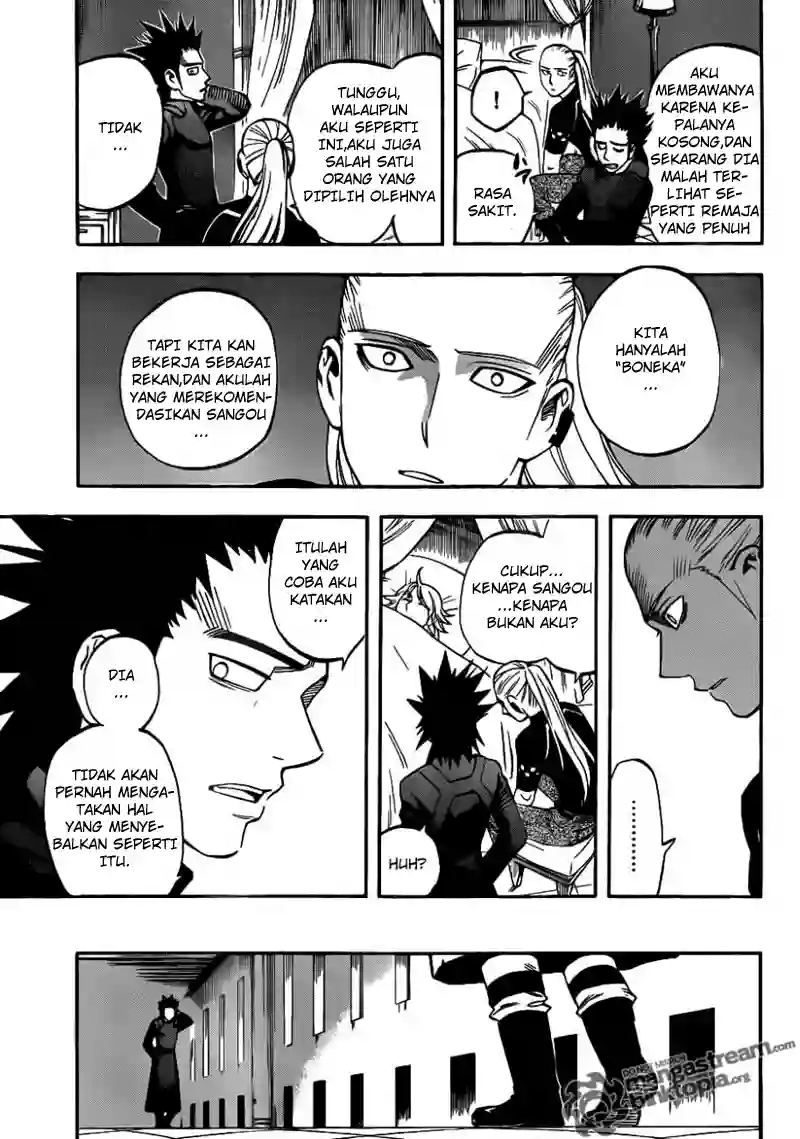 AKU
MEMBAWANYA
KARENA KE-
PALANYA
KOSONG,DAN
SEKARANG DIA
MALAH TER-
LIHAT SE-
PERTI REMAJA
YANG PENUH
!
RASA
SAKIT.
TUNGGU,
WALAUPUN
AKU SEPERTI
INI,AKU JUGA
SALAH SATU
ORANG YANG
DIPILIH OLEHNYA
TIDAK
...
KITA
HANYALAH
"BONEKA"
...
TAPI KITA KAN
BEKERJA SEBAGAI
REKAN,DAN AKULAH
YANG MEREKOMEN-
DASIKAN SANGOU
...
.........
CUKUP...
KENAPA SANGOU
...KENAPA
BUKAN AKU?
HUH?
ITULAH
YANG
COBA AKU
KATAKAN
...
DIA
...
TIDAK AKAN
PERNAH MENGA-
TAKAN HAL
YANG MENYE-
BALKAN SEPERTI
ITU.
mangastream.com
binktopia.org